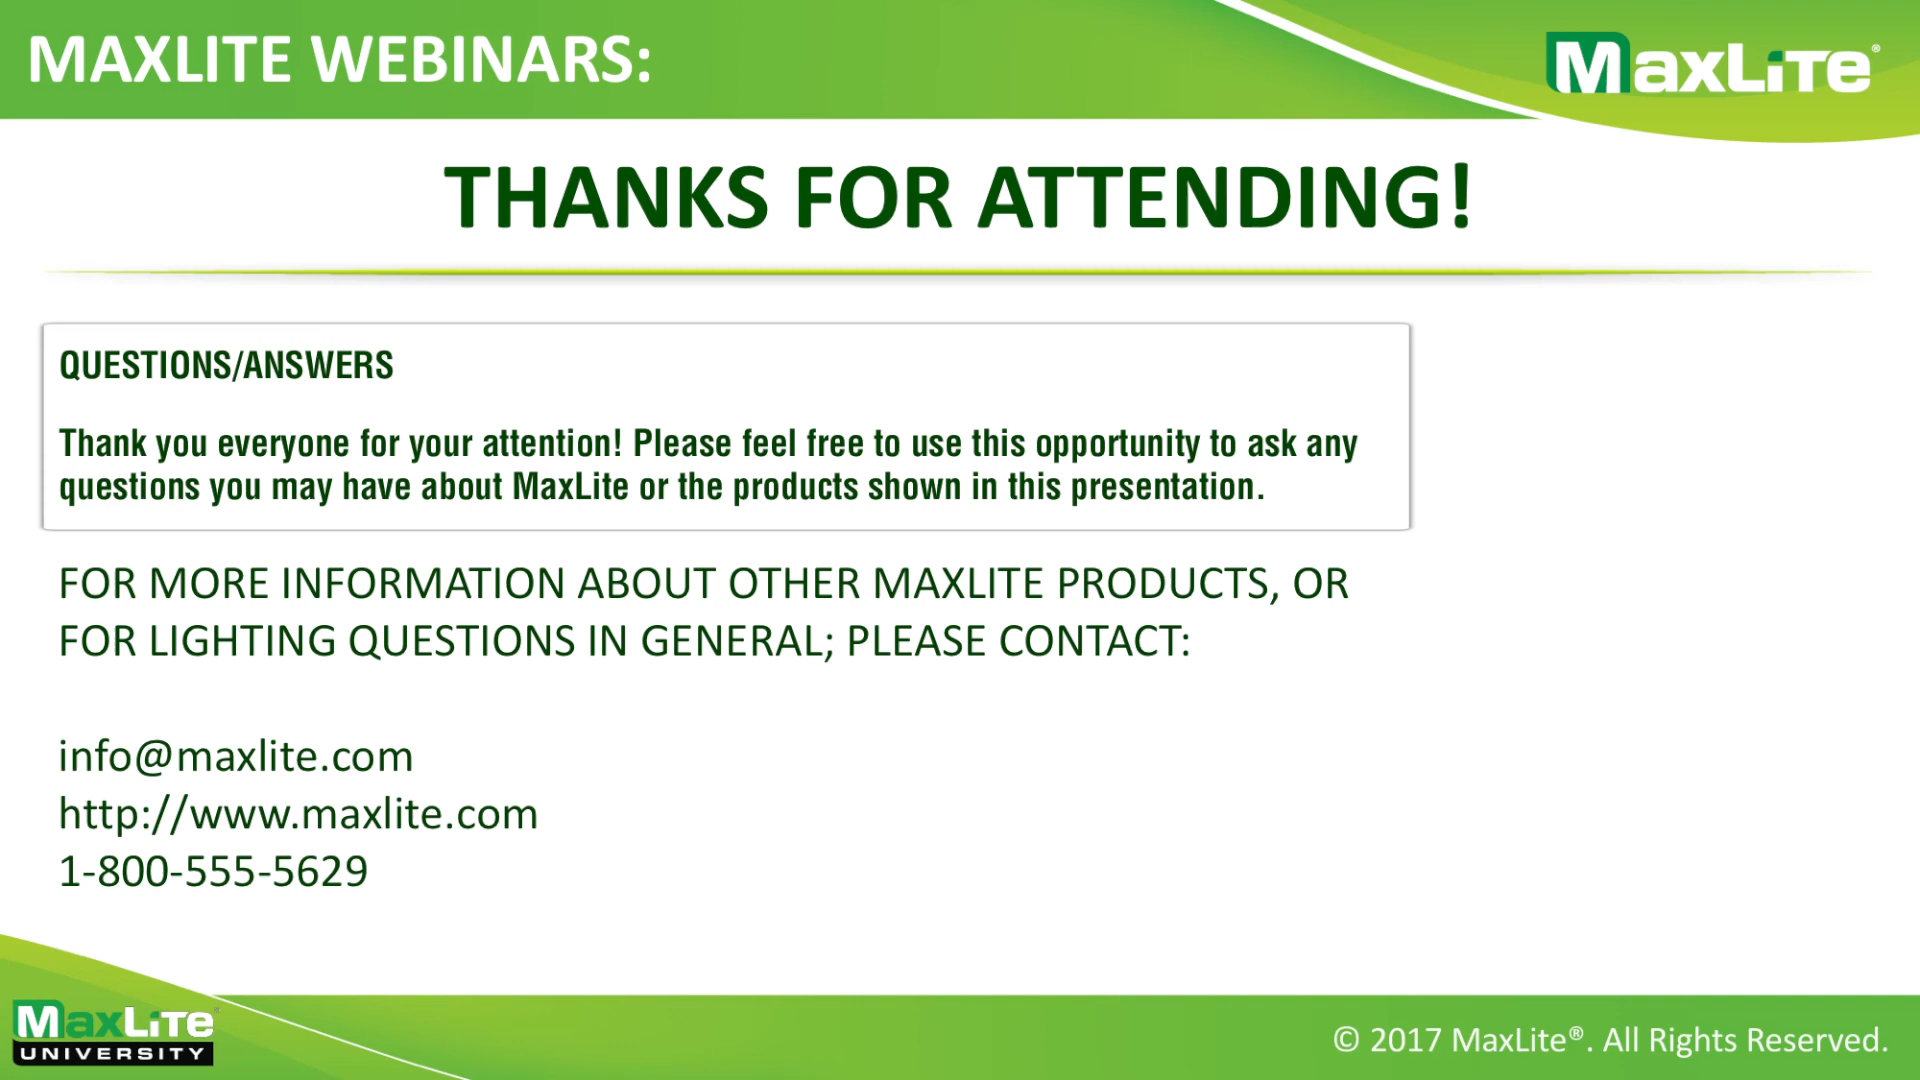 MAXLITE WEBINARS:
MaxLiTe®
THANKS FOR ATTENDING!
QUESTIONS/ANSWERS
Thank you everyone for your attention! Please feel free to use this opportunity to ask any
questions you may have about MaxLite or the products shown in this presentation.
FOR MORE INFORMATION ABOUT OTHER MAXLITE PRODUCTS, OR
FOR LIGHTING QUESTIONS IN GENERAL; PLEASE CONTACT:
info@maxlite.com
http://www.maxlite.com
1-800-555-5629
MaxLiTe
UNIVERSITY
© 2017 MaxLite®. All Rights Reserved.